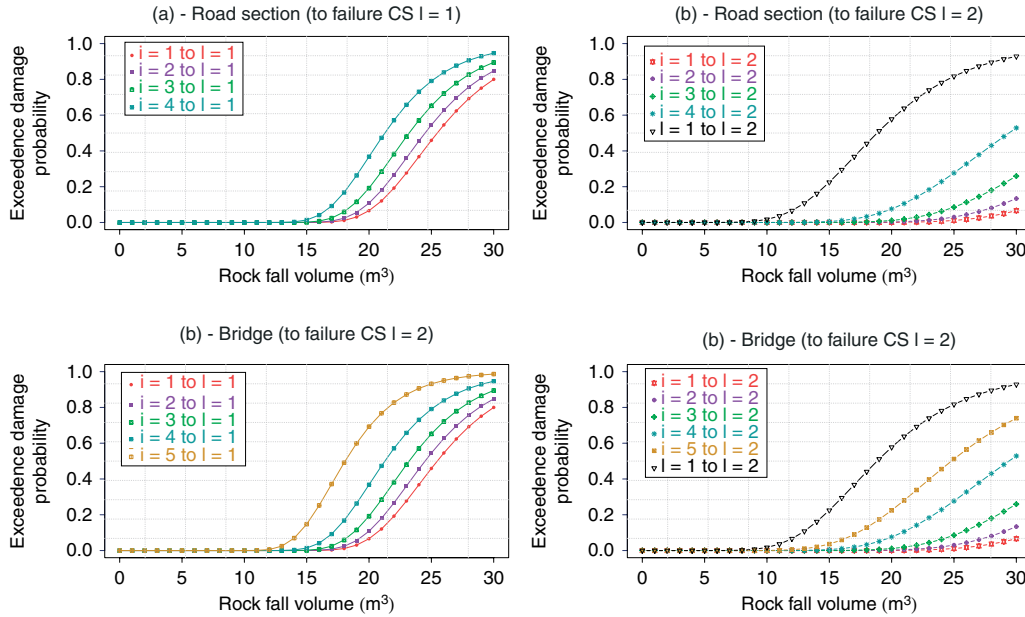 (a) - Road section (to failure CS l = 1)
Exceedence damage
probability
1.0
0.8
0.6
0.4
0.2
0.0
i = 1 to l = 1
i = 2 to l = 1
i = 3 to l = 1
i = 4 to l = 1
0 5 10 15 20 25 30
Rock fall volume (m³)
(b) - Road section (to failure CS l = 2)
Exceedence damage
probability
1.0
0.8
0.6
0.4
0.2
0.0
i = 1 to l = 2
i = 2 to l = 2
i = 3 to l = 2
i = 4 to l = 2
l = 1 to l = 2
0 5 10 15 20 25 30
Rock fall volume (m³)
(b) - Bridge (to failure CS l = 2)
Exceedence damage
probability
1.0
0.8
0.6
0.4
0.2
0.0
i = 1 to l = 1
i = 2 to l = 1
i = 3 to l = 1
i = 4 to l = 1
i = 5 to l = 1
0 5 10 15 20 25 30
Rock fall volume (m³)
(b) - Bridge (to failure CS l = 2)
Exceedence damage
probability
1.0
0.8
0.6
0.4
0.2
0.0
i = 1 to l = 2
i = 2 to l = 2
i = 3 to l = 2
i = 4 to l = 2
i = 5 to l = 2
l = 1 to l = 2
0 5 10 15 20 25 30
Rock fall volume (m³)